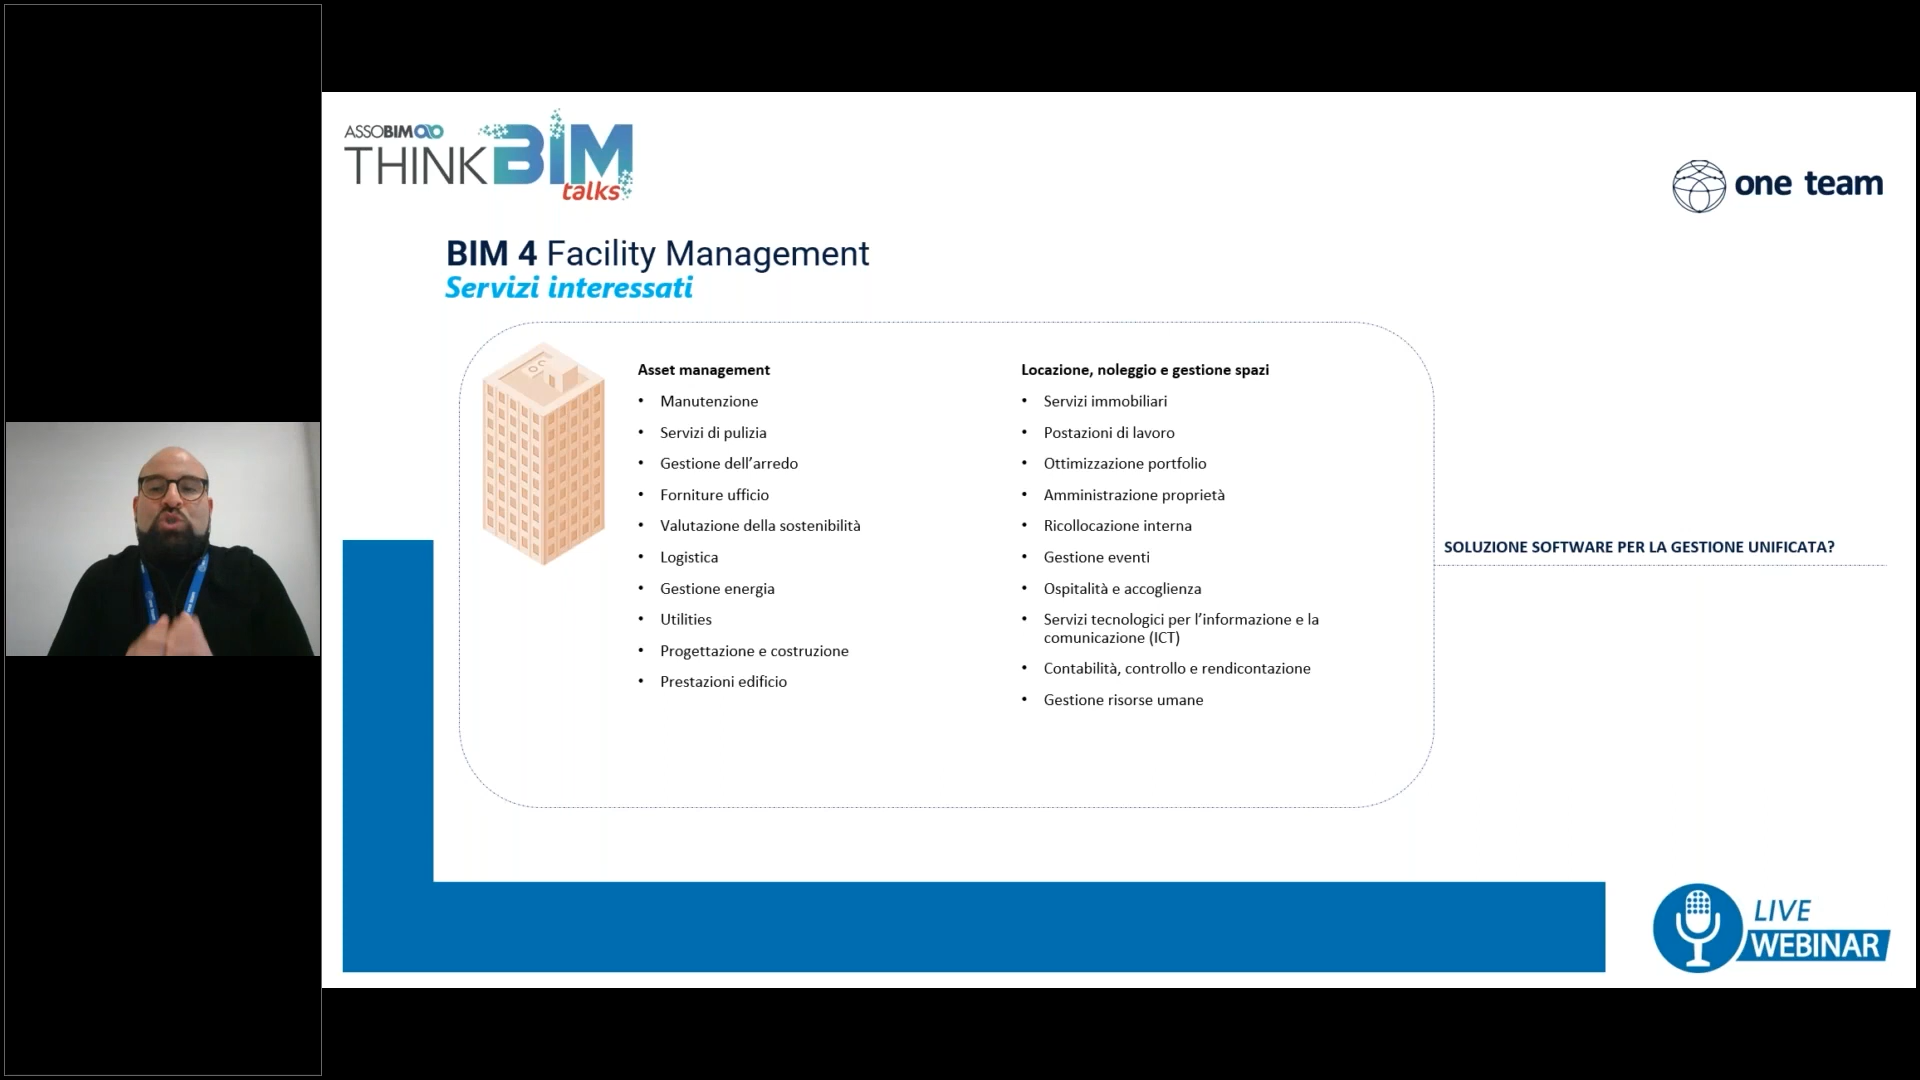 ASSOBIM
THINK BIM
talks
one team
BIM 4 Facility Management
Servizi interessati
Asset management
• Manutenzione
• Servizi di pulizia
• Gestione dell’arredo
• Forniture ufficio
• Valutazione della sostenibilità
• Logistica
• Gestione energia
• Utilities
• Progettazione e costruzione
• Prestazioni edificio
Locazione, noleggio e gestione spazi
• Servizi immobiliari
• Postazioni di lavoro
• Ottimizzazione portfolio
• Amministrazione proprietà
• Ricollocazione interna
• Gestione eventi
• Ospitalità e accoglienza
• Servizi tecnologici per l’informazione e la
comunicazione (ICT)
• Contabilità, controllo e rendicontazione
• Gestione risorse umane
SOLUZIONE SOFTWARE PER LA GESTIONE UNIFICATA?
LIVE
WEBINAR